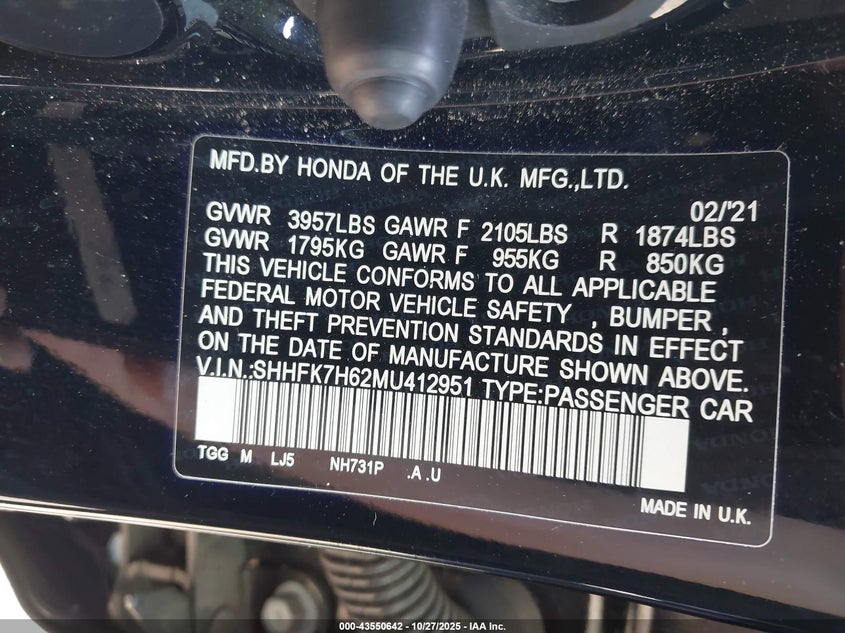 MFD.BY HONDA OF THE U.K. MFG.,LTD.
02/'21
GVWR 3957LBS GAWR F 2105LBS R 1874LBS
GVWR 1795KG GAWR F 955KG R 850KG
THIS VEHICLE CONFORMS TO ALL APPLICABLE
FEDERAL MOTOR VEHICLE SAFETY , BUMPER ,
AND THEFT PREVENTION STANDARDS IN EFFECT
ON THE DATE OF MANUFACTURE SHOWN ABOVE.
V.I.N.:SHHFK7H62MU412951 TYPE:PASSENGER CAR
TGG M LJ5 NH731P .A .U
MADE IN U.K.
000-43550642 - 10/27/2025 - IAA Inc.